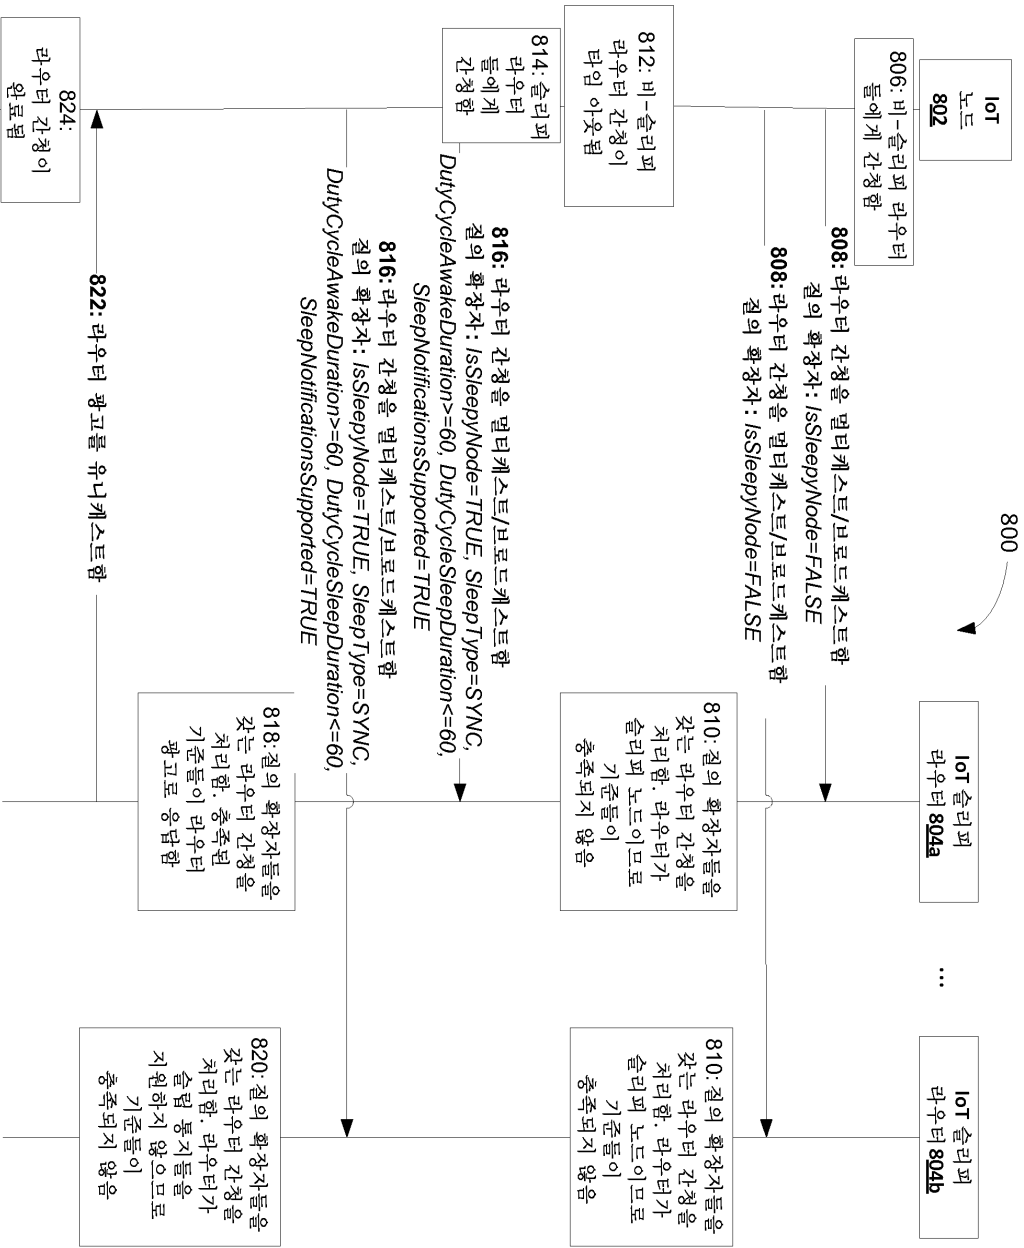 800
IoT
노드
802
IoT 슬리피
라우터 804a
...
IoT 슬리피
라우터 804b
806: 비-슬리피 라우터
들에게 간청함
808: 라우터 간청을 멀티캐스트/브로드캐스트함
질의 확장자: IsSleepyNode=FALSE
808: 라우터 간청을 멀티캐스트/브로드캐스트함
질의 확장자: IsSleepyNode=FALSE
810: 질의 확장자들을
갖는 라우터 간청을
처리함. 라우터가
슬리피 노드이므로
기준들이
충족되지 않음
810: 질의 확장자들을
갖는 라우터 간청을
처리함. 라우터가
슬리피 노드이므로
기준들이
충족되지 않음
812: 비-슬리피
라우터 간청이
타임 아웃됨
814: 슬리피
라우터
들에게
간청함
816: 라우터 간청을 멀티캐스트/브로드캐스트함
질의 확장자: IsSleepyNode=TRUE, SleepType=SYNC,
DutyCycleAwakeDuration>=60, DutyCycleSleepDuration<=60,
SleepNotificationsSupported=TRUE
816: 라우터 간청을 멀티캐스트/브로드캐스트함
질의 확장자: IsSleepyNode=TRUE, SleepType=SYNC,
DutyCycleAwakeDuration>=60, DutyCycleSleepDuration<=60,
SleepNotificationsSupported=TRUE
818: 질의 확장자들을
갖는 라우터 간청을
처리함. 충족된
기준들이 라우터
광고로 응답함
820: 질의 확장자들을
갖는 라우터 간청을
처리함. 라우터가
슬립 통지들을
지원하지 않으므로
기준들이
충족되지 않음
822: 라우터 광고를 유니캐스트함
824:
라우터 간청이
완료됨